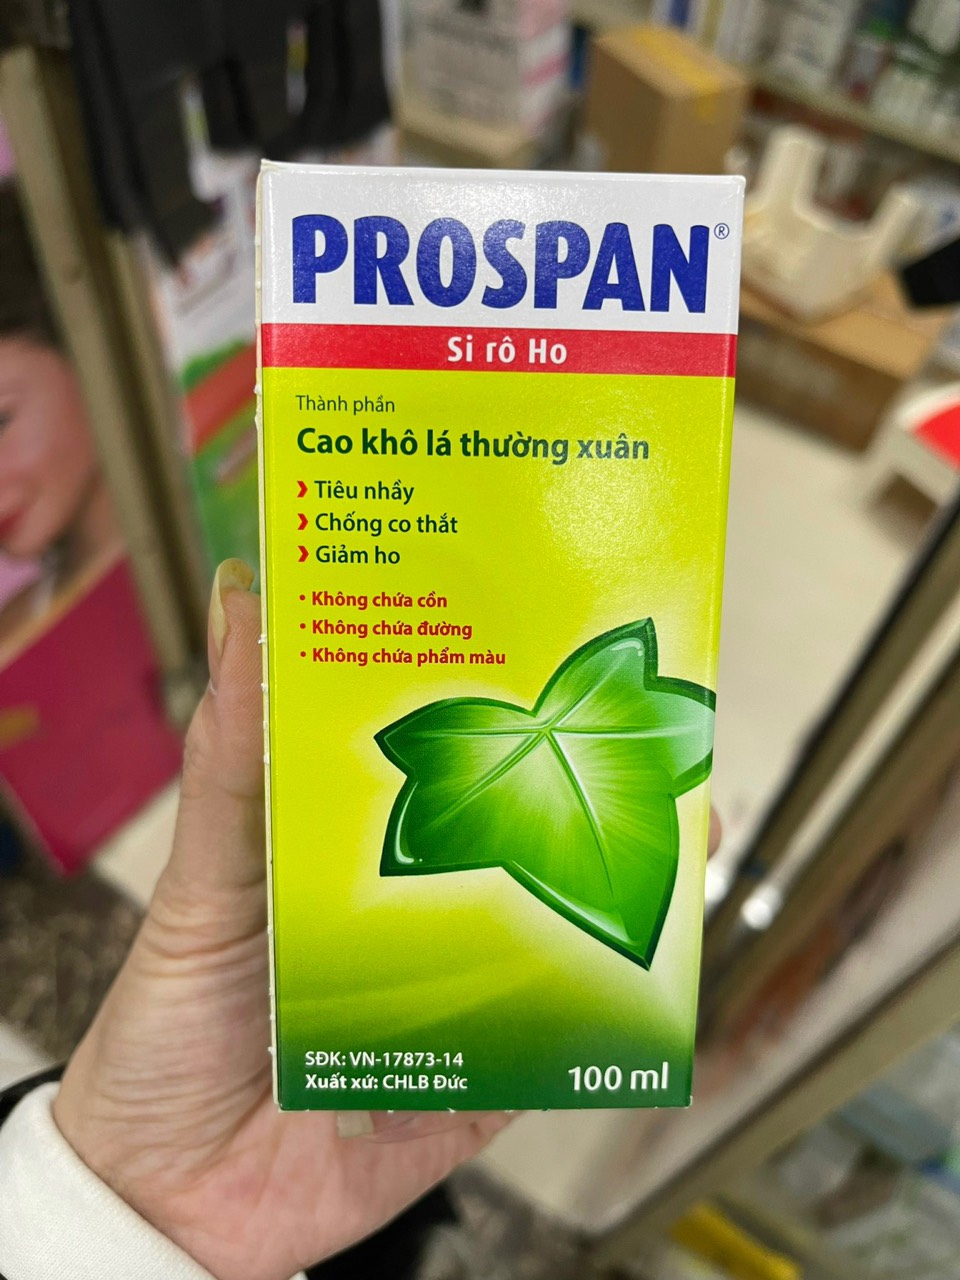 PROSPAN®
Si rô Ho
Thành phần
Cao khô lá thường xuân
Tiêu nhầy
Chống co thắt
Giảm ho
• Không chứa cồn
• Không chứa đường
• Không chứa phẩm màu
SĐK: VN-17873-14
Xuất xứ: CHLB Đức
100 ml